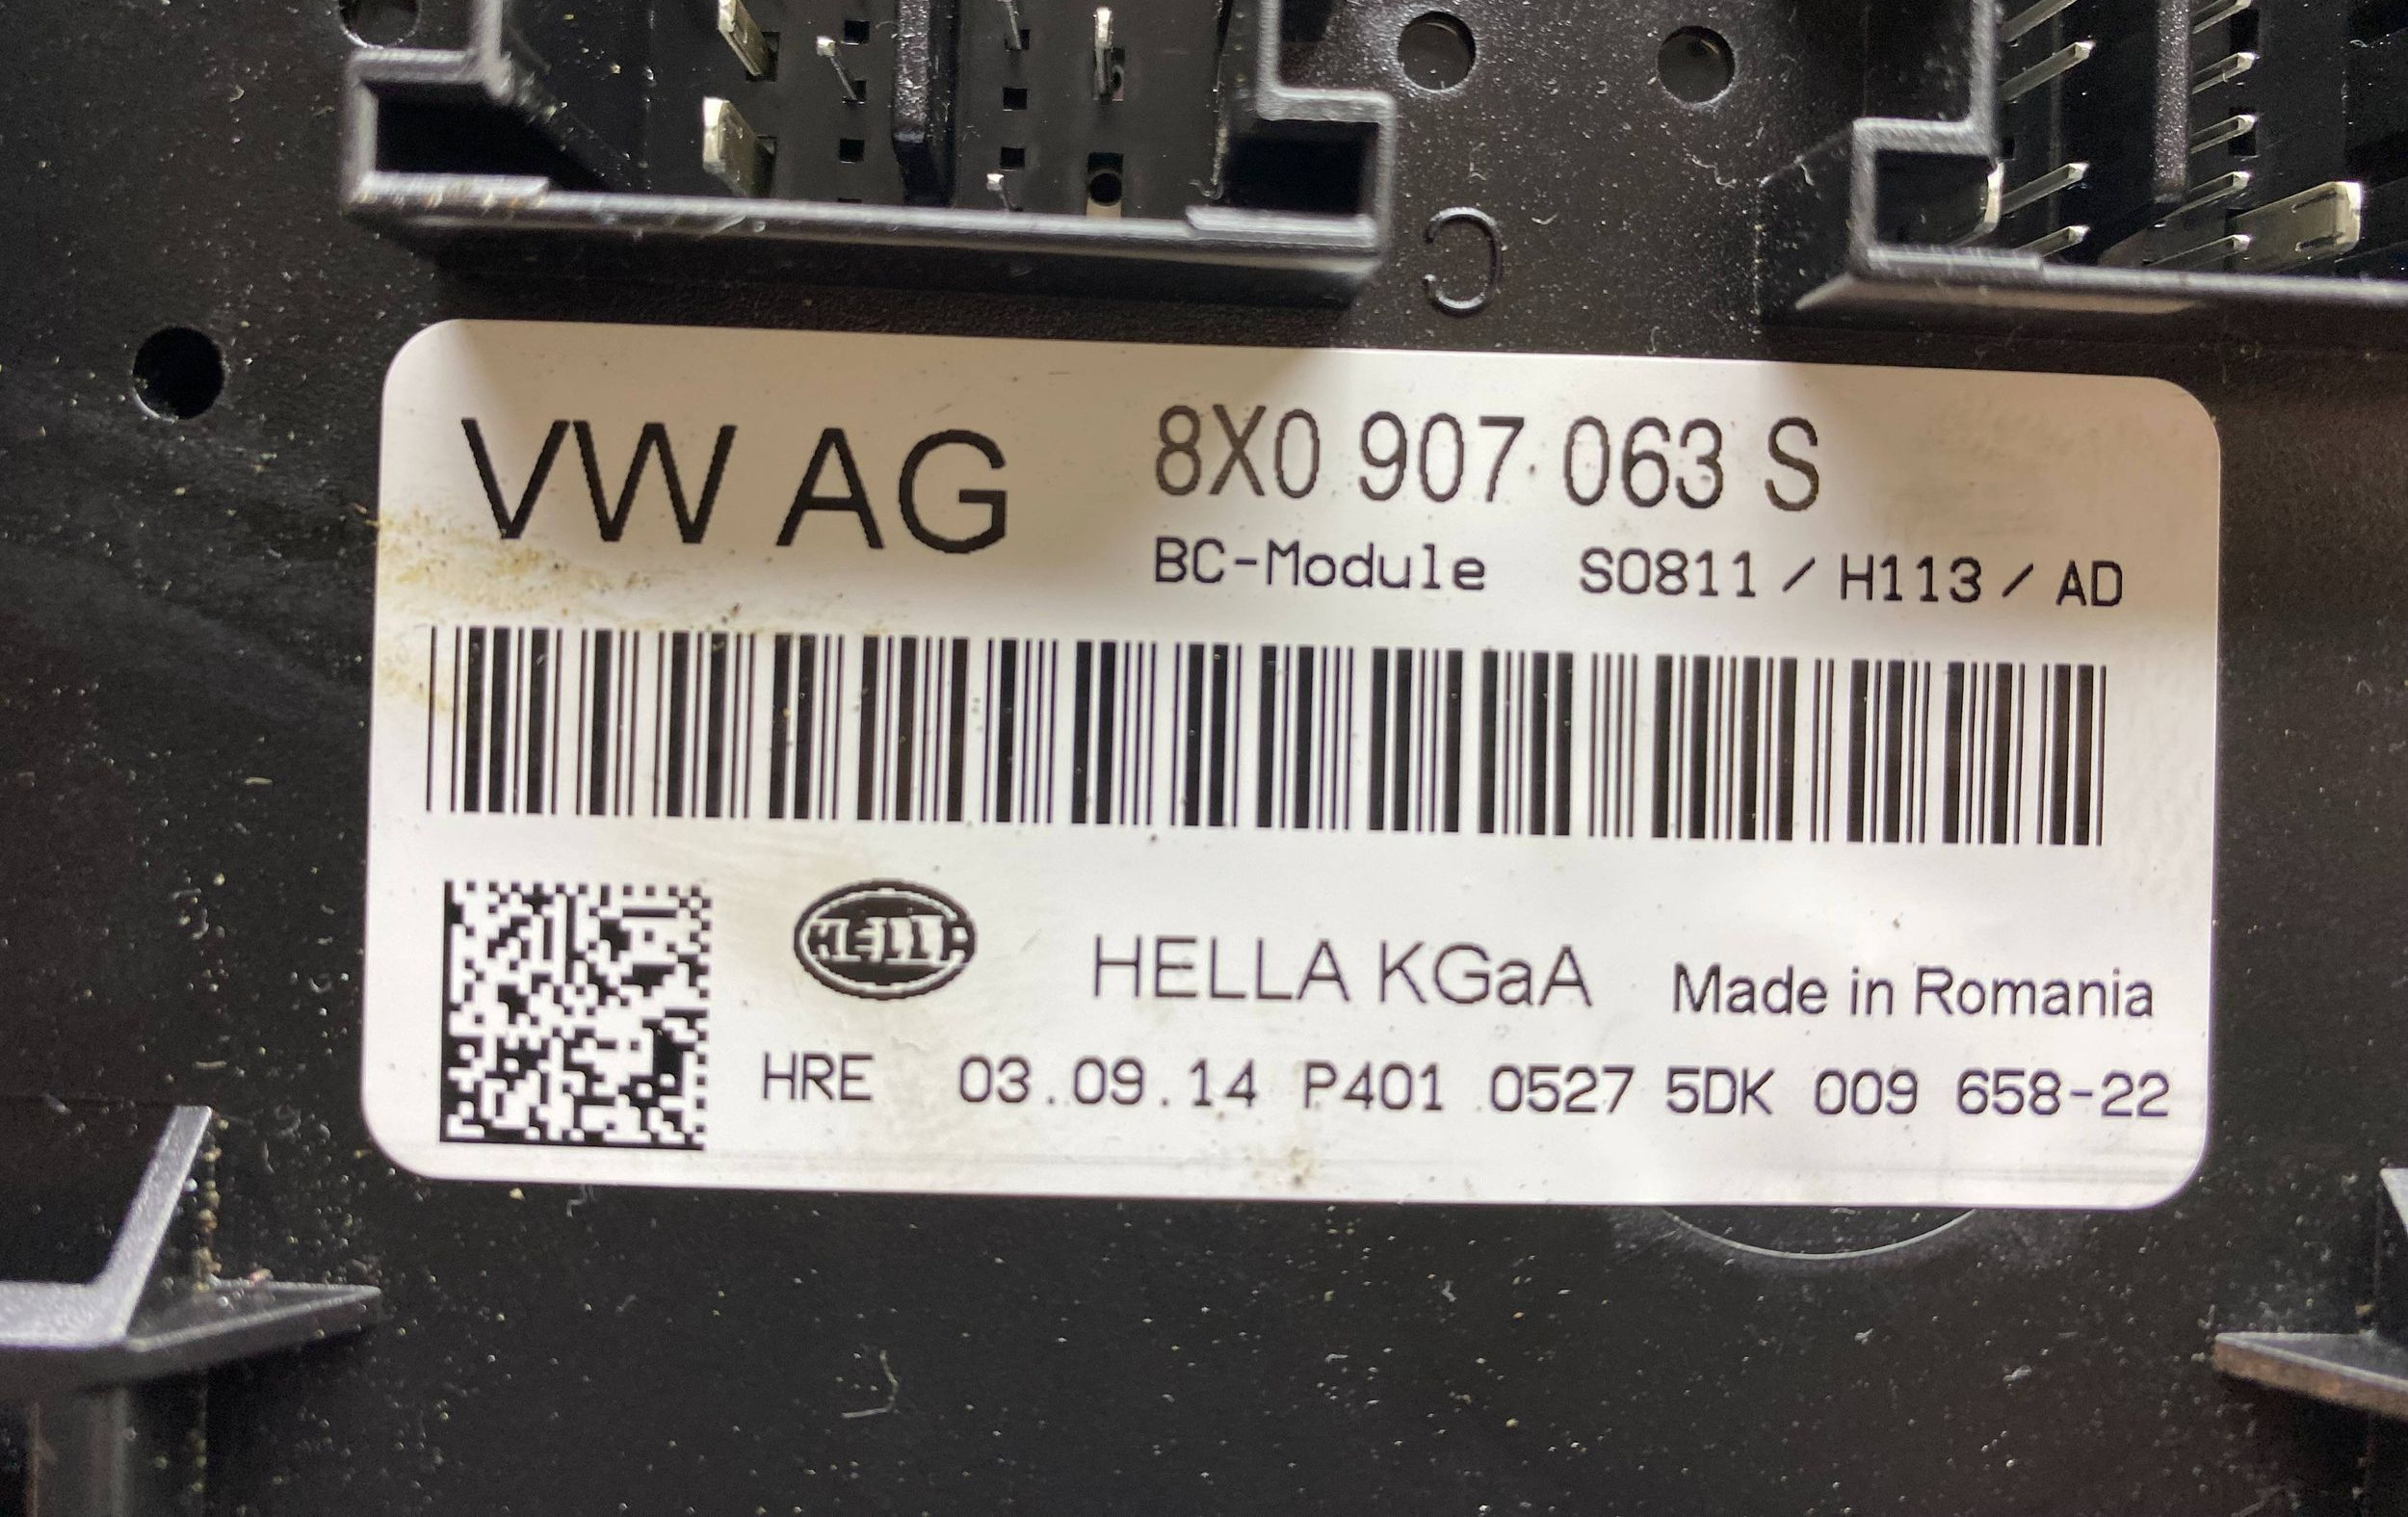 C
VW AG 8X0 907 063 S
BC-Module S0811 / H113 / AD
HELLA HELLA KGaA Made in Romania
HRE 03.09.14 P401 0527 5DK 009 658-22